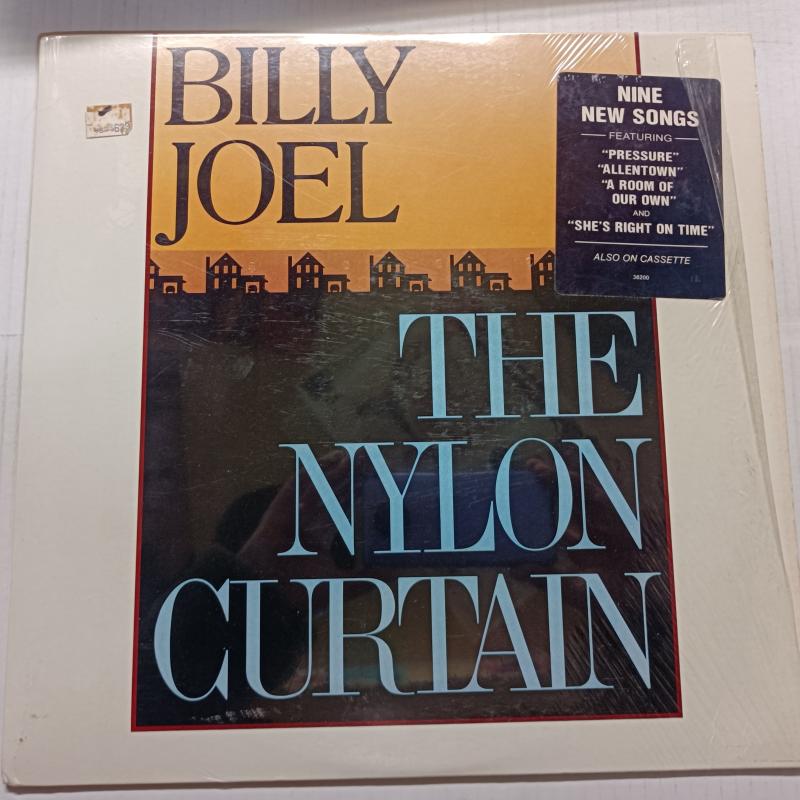 BILLY
JOEL
NINE
NEW SONGS
FEATURING
"PRESSURE"
"ALLENTOWN"
"A ROOM OF
OUR OWN"
AND
"SHE'S RIGHT ON TIME"
ALSO ON CASSETTE
38200
THE
NYLON
CURTAIN